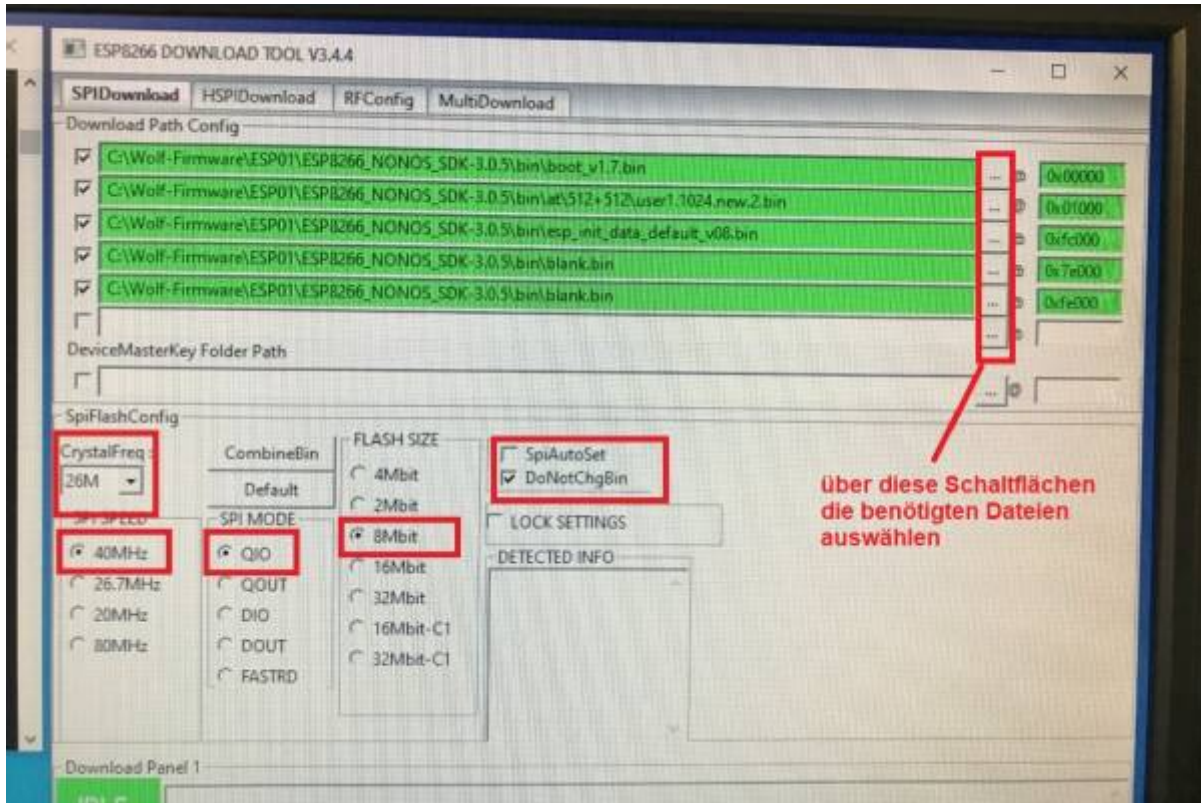 ESP8266 DOWNLOAD TOOL V3.4.4
SPIDownload HSPIDownload RFConfig MultiDownload
Download Path Config
C:\Wolf-Firmware\ESP01\ESP8266_NONOS_SDK-3.0.5\bin\boot_v1.7.bin ... @ 0x00000
C:\Wolf-Firmware\ESP01\ESP8266_NONOS_SDK-3.0.5\bin\at\512+512\user1.1024.new.2.bin ... @ 0x01000
C:\Wolf-Firmware\ESP01\ESP8266_NONOS_SDK-3.0.5\bin\esp_init_data_default_v08.bin ... @ 0xfc000
C:\Wolf-Firmware\ESP01\ESP8266_NONOS_SDK-3.0.5\bin\blank.bin ... @ 0x7e000
C:\Wolf-Firmware\ESP01\ESP8266_NONOS_SDK-3.0.5\bin\blank.bin ... @ 0xfe000
... @
DeviceMasterKey Folder Path
... @
SpiFlashConfig
CrystalFreq :
26M
CombineBin
Default
SPI SPEED
40MHz
26.7MHz
20MHz
80MHz
SPI MODE
QIO
QOUT
DIO
DOUT
FASTRD
FLASH SIZE
4Mbit
2Mbit
8Mbit
16Mbit
32Mbit
16Mbit-C1
32Mbit-C1
SpiAutoSet
DoNotChgBin
LOCK SETTINGS
DETECTED INFO
über diese Schaltflächen
die benötigten Dateien
auswählen
Download Panel 1
IDLE